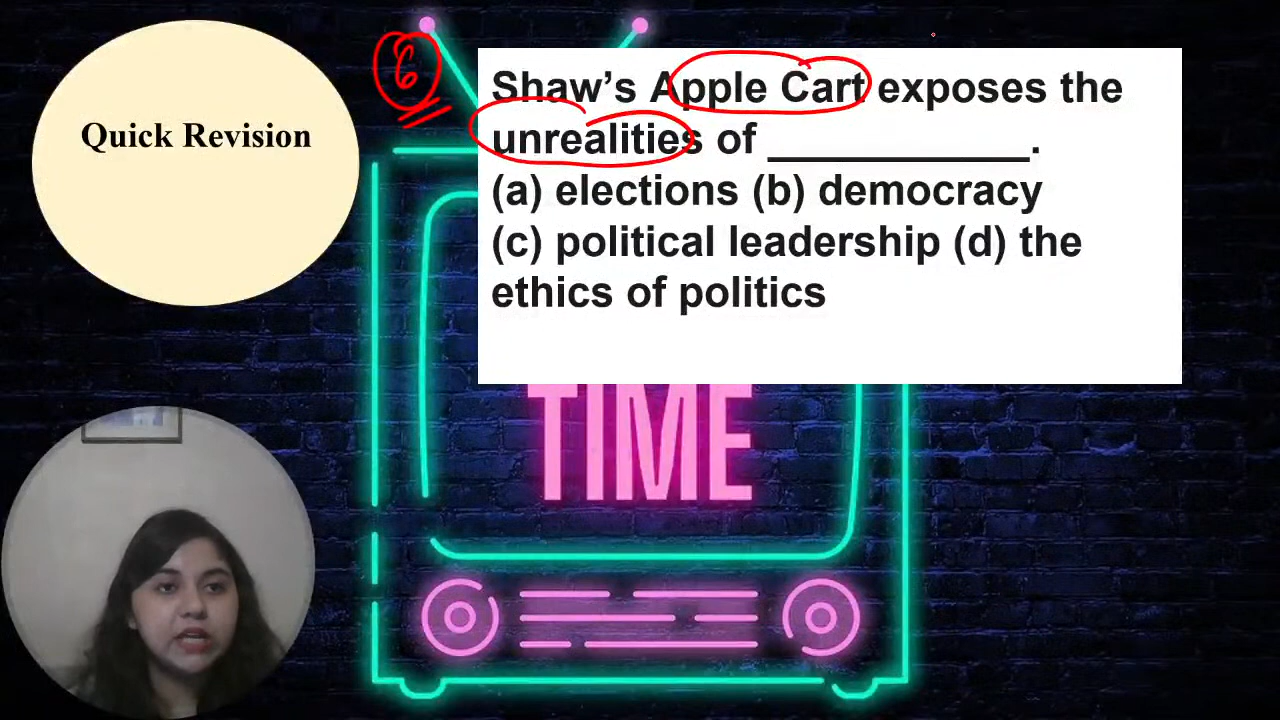 Quick Revision
6
Shaw's Apple Cart exposes the
unrealities of ____________.
(a) elections (b) democracy
(c) political leadership (d) the
ethics of politics
TIME